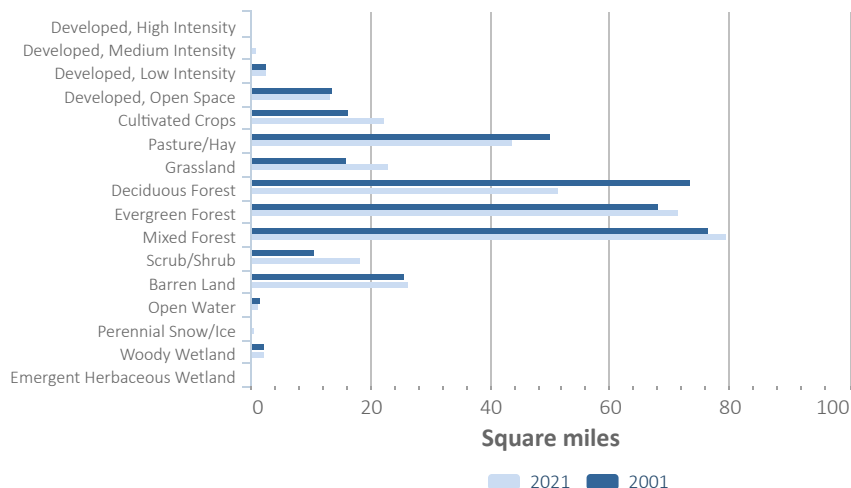 Developed, High Intensity
Developed, Medium Intensity
Developed, Low Intensity
Developed, Open Space
Cultivated Crops
Pasture/Hay
Grassland
Deciduous Forest
Evergreen Forest
Mixed Forest
Scrub/Shrub
Barren Land
Open Water
Perennial Snow/Ice
Woody Wetland
Emergent Herbaceous Wetland
0 20 40 60 80 100
Square miles
2021 2001